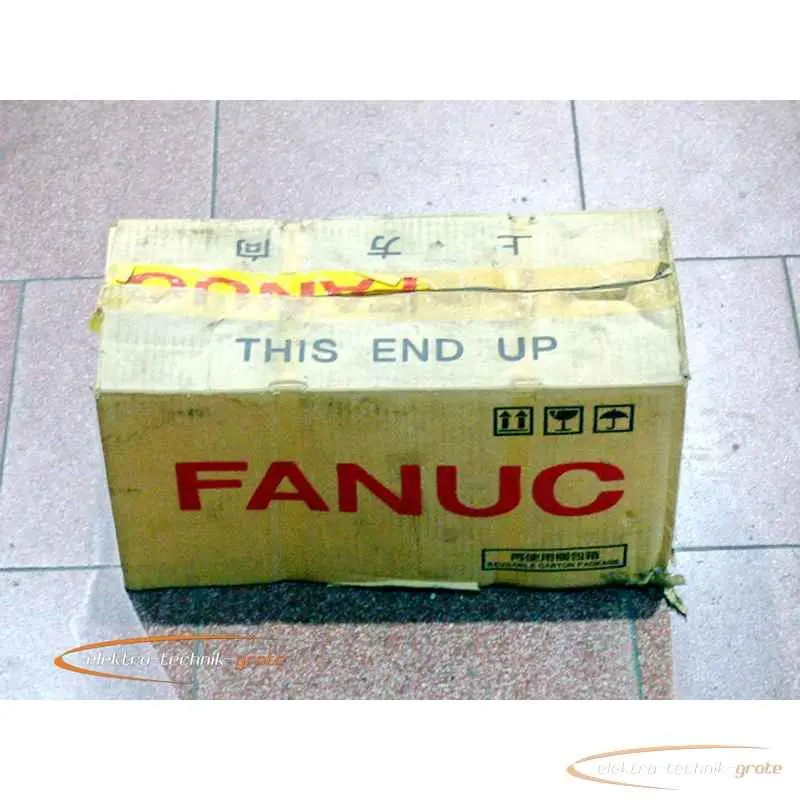 上方向
FANUC
THIS END UP
FANUC
再使用梱包箱
REUSABLE CARTON PACKAGE
elektro-technik-grote
elektro-technik-grote